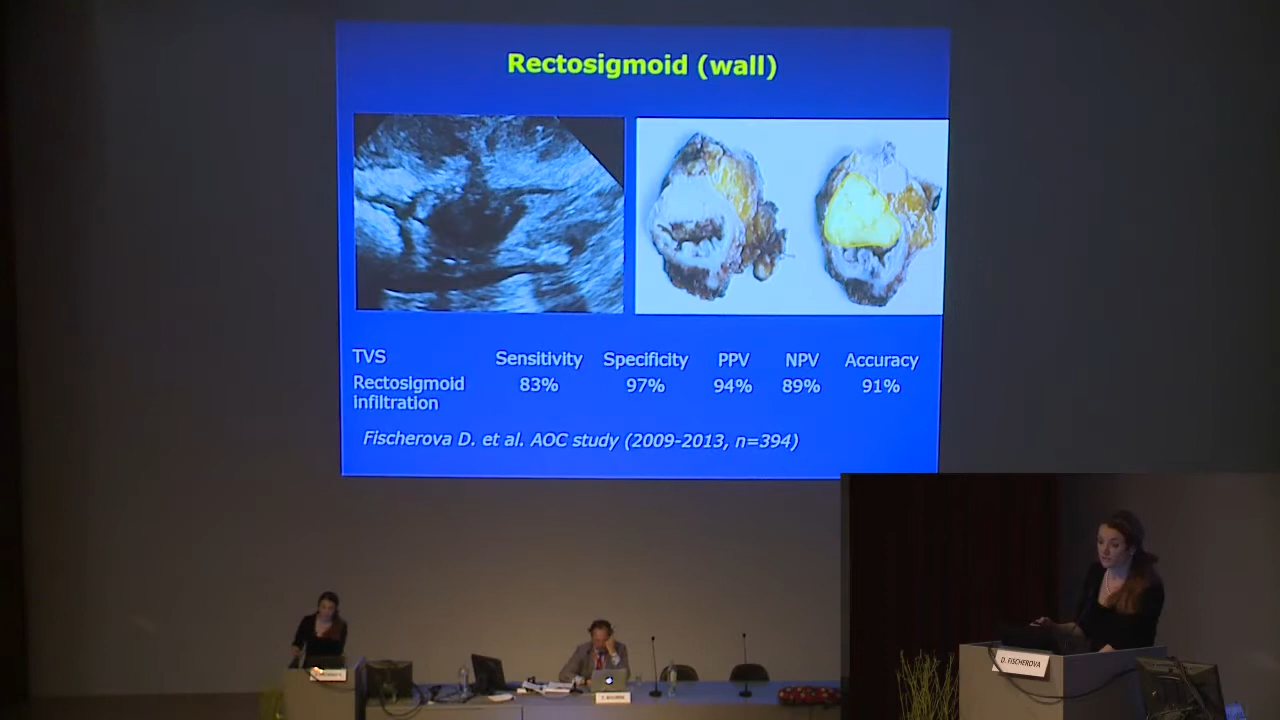 Rectosigmoid (wall)
TVS Sensitivity Specificity PPV NPV Accuracy
Rectosigmoid infiltration 83% 97% 94% 89% 91%
Fischerova D. et al. AOC study (2009-2013, n=394)
D. FISCHEROVA